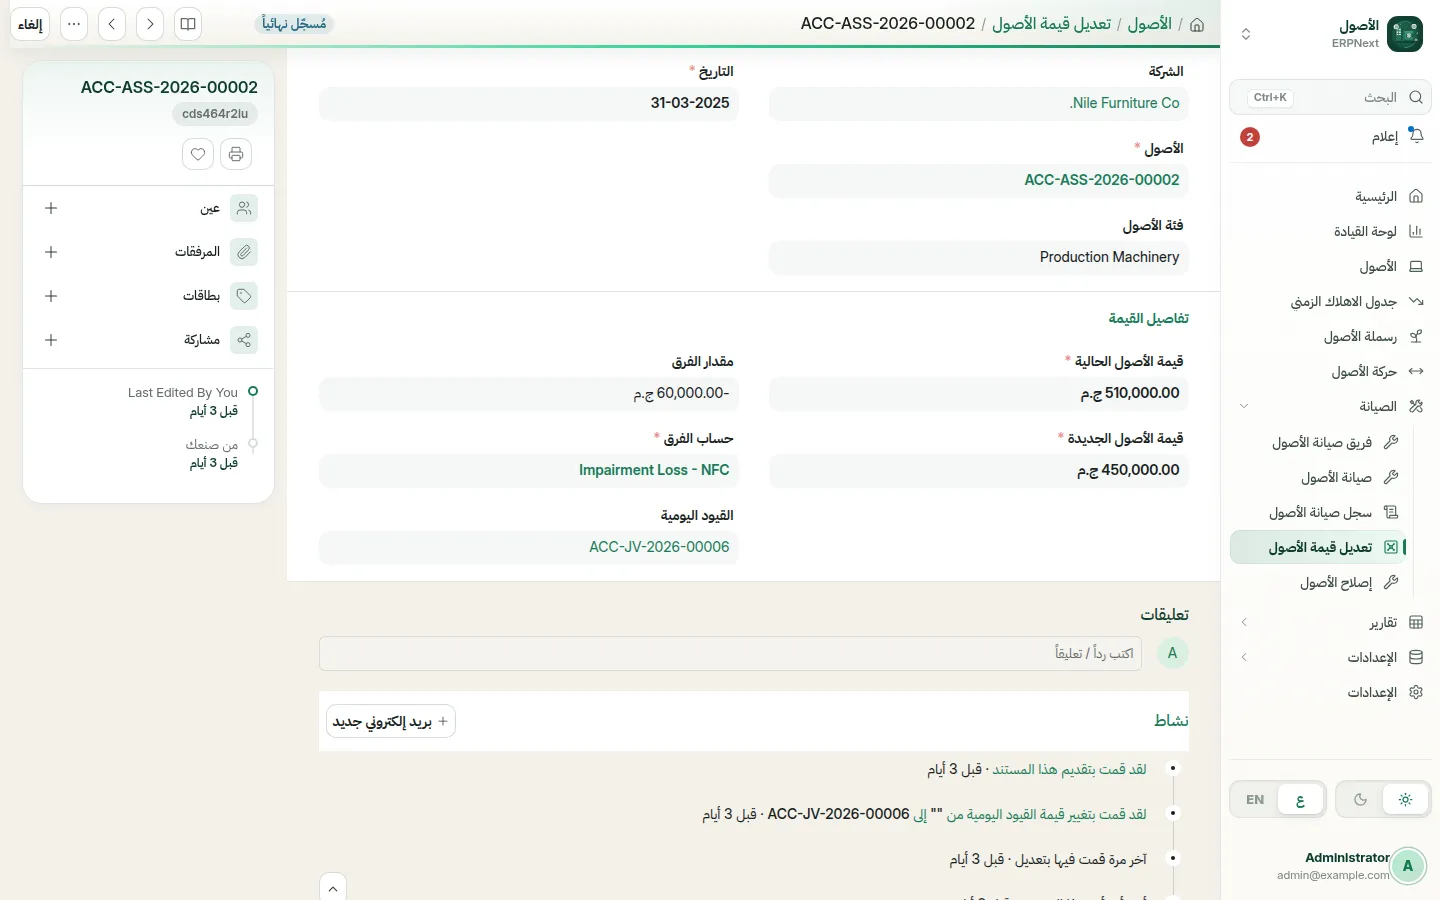 الأصول
ERPNext
البحث
Ctrl+K
إعلام
2
الرئيسية
لوحة القيادة
الأصول
جدول الاهلاك الزمني
رسملة الأصول
حركة الأصول
الصيانة
فريق صيانة الأصول
صيانة الأصول
سجل صيانة الأصول
تعديل قيمة الأصول
إصلاح الأصول
تقارير
الإعدادات
الإعدادات
ع
EN
Administrator
admin@example.com
A
/ الأصول / تعديل قيمة الأصول / ACC-ASS-2026-00002
مُسجّل نهائياً
إلغاء
الشركة
Nile Furniture Co.
التاريخ *
31-03-2025
الأصول *
ACC-ASS-2026-00002
فئة الأصول
Production Machinery
تفاصيل القيمة
قيمة الأصول الحالية *
510,000.00 ج.م
مقدار الفرق
-60,000.00 ج.م
قيمة الأصول الجديدة *
450,000.00 ج.م
حساب الفرق *
Impairment Loss - NFC
القيود اليومية
ACC-JV-2026-00006
تعليقات
A
اكتب رداً / تعليقاً
نشاط
+ بريد إلكتروني جديد
لقد قمت بتقديم هذا المستند · قبل 3 أيام
لقد قمت بتغيير قيمة القيود اليومية من "" إلى ACC-JV-2026-00006 · قبل 3 أيام
آخر مرة قمت فيها بتعديل · قبل 3 أيام
ACC-ASS-2026-00002
cds464r2iu
عين
المرفقات
بطاقات
مشاركة
Last Edited By You
قبل 3 أيام
من صنعك
قبل 3 أيام